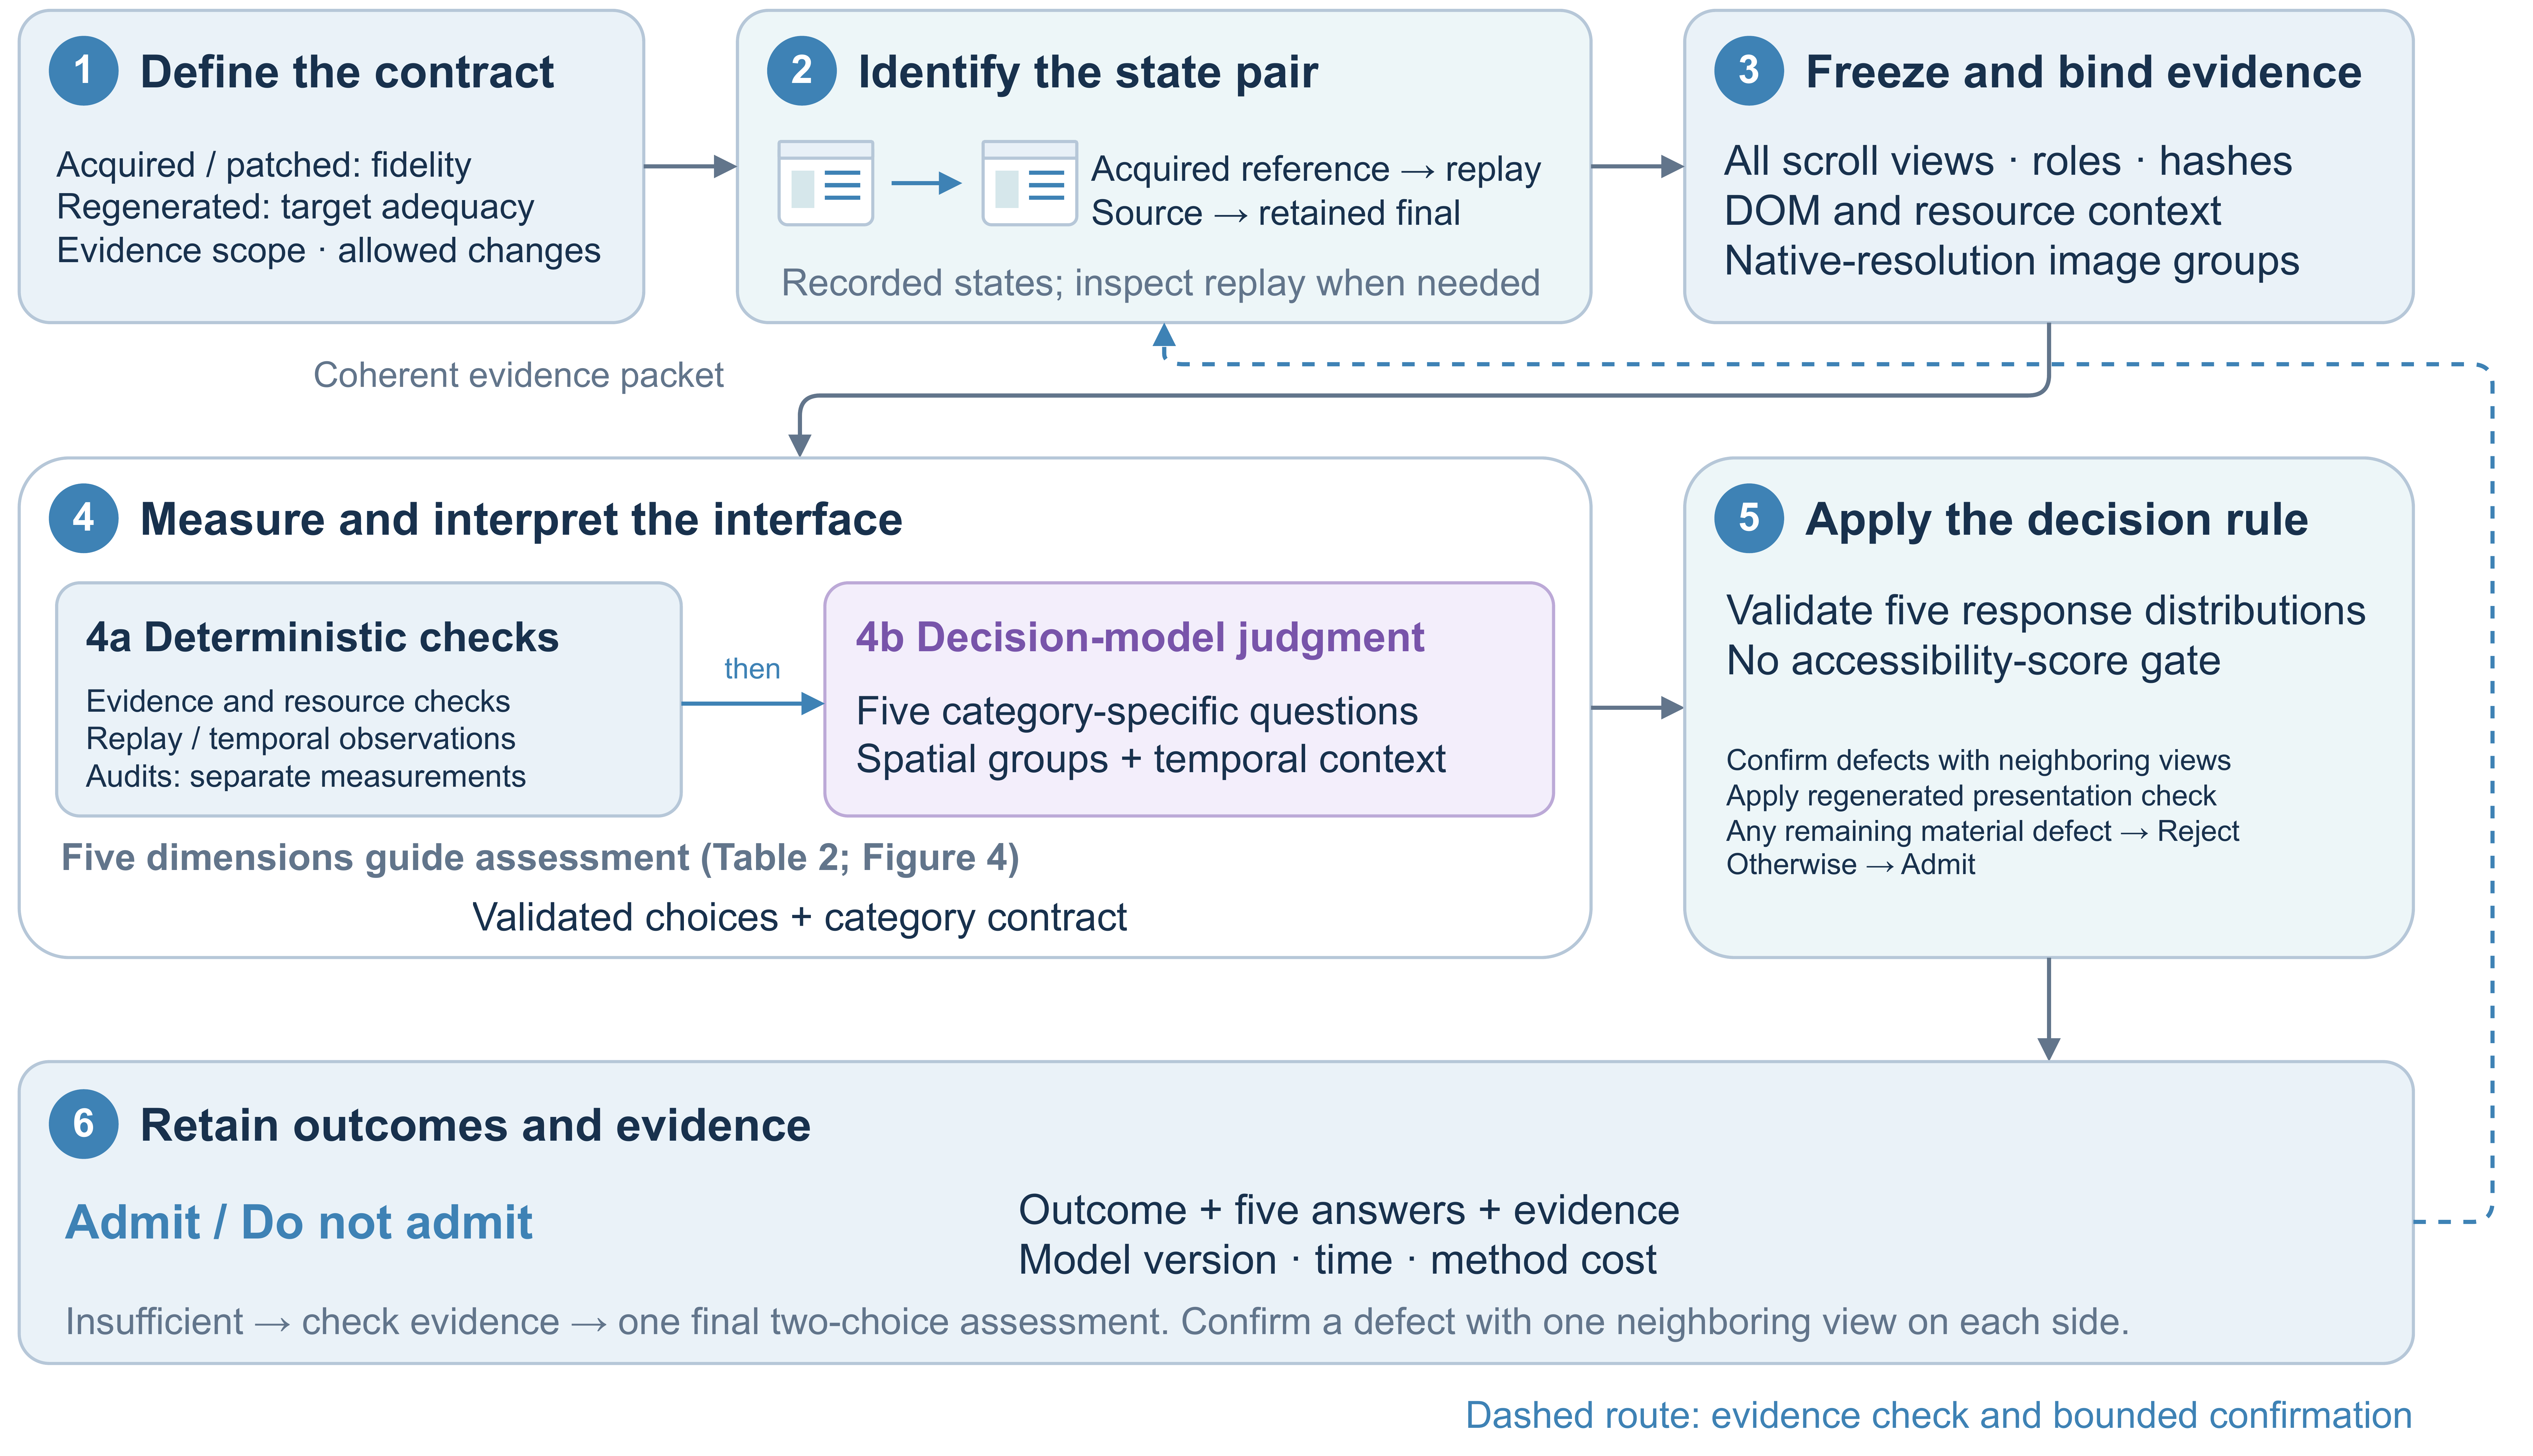 1 Define the contract
Acquired / patched: fidelity
Regenerated: target adequacy
Evidence scope · allowed changes
2 Identify the state pair
Acquired reference → replay
Source → retained final
Recorded states; inspect replay when needed
3 Freeze and bind evidence
All scroll views · roles · hashes
DOM and resource context
Native-resolution image groups
Coherent evidence packet
4 Measure and interpret the interface
4a Deterministic checks
Evidence and resource checks
Replay / temporal observations
Audits: separate measurements
then
4b Decision-model judgment
Five category-specific questions
Spatial groups + temporal context
Five dimensions guide assessment (Table 2; Figure 4)
Validated choices + category contract
5 Apply the decision rule
Validate five response distributions
No accessibility-score gate
Confirm defects with neighboring views
Apply regenerated presentation check
Any remaining material defect → Reject
Otherwise → Admit
6 Retain outcomes and evidence
Admit / Do not admit
Outcome + five answers + evidence
Model version · time · method cost
Insufficient → check evidence → one final two-choice assessment. Confirm a defect with one neighboring view on each side.
Dashed route: evidence check and bounded confirmation